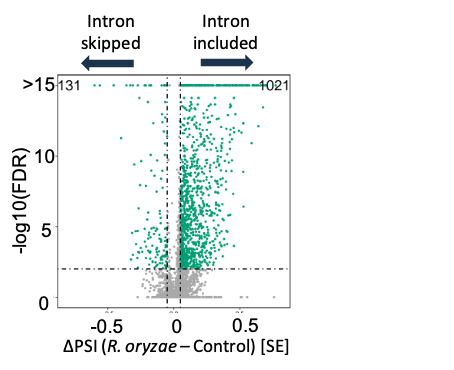 Intron skipped
Intron included
>15
131
1021
10
5
0
-log10(FDR)
-0.5
0
0.5
ΔPSI (R. oryzae – Control) [SE]